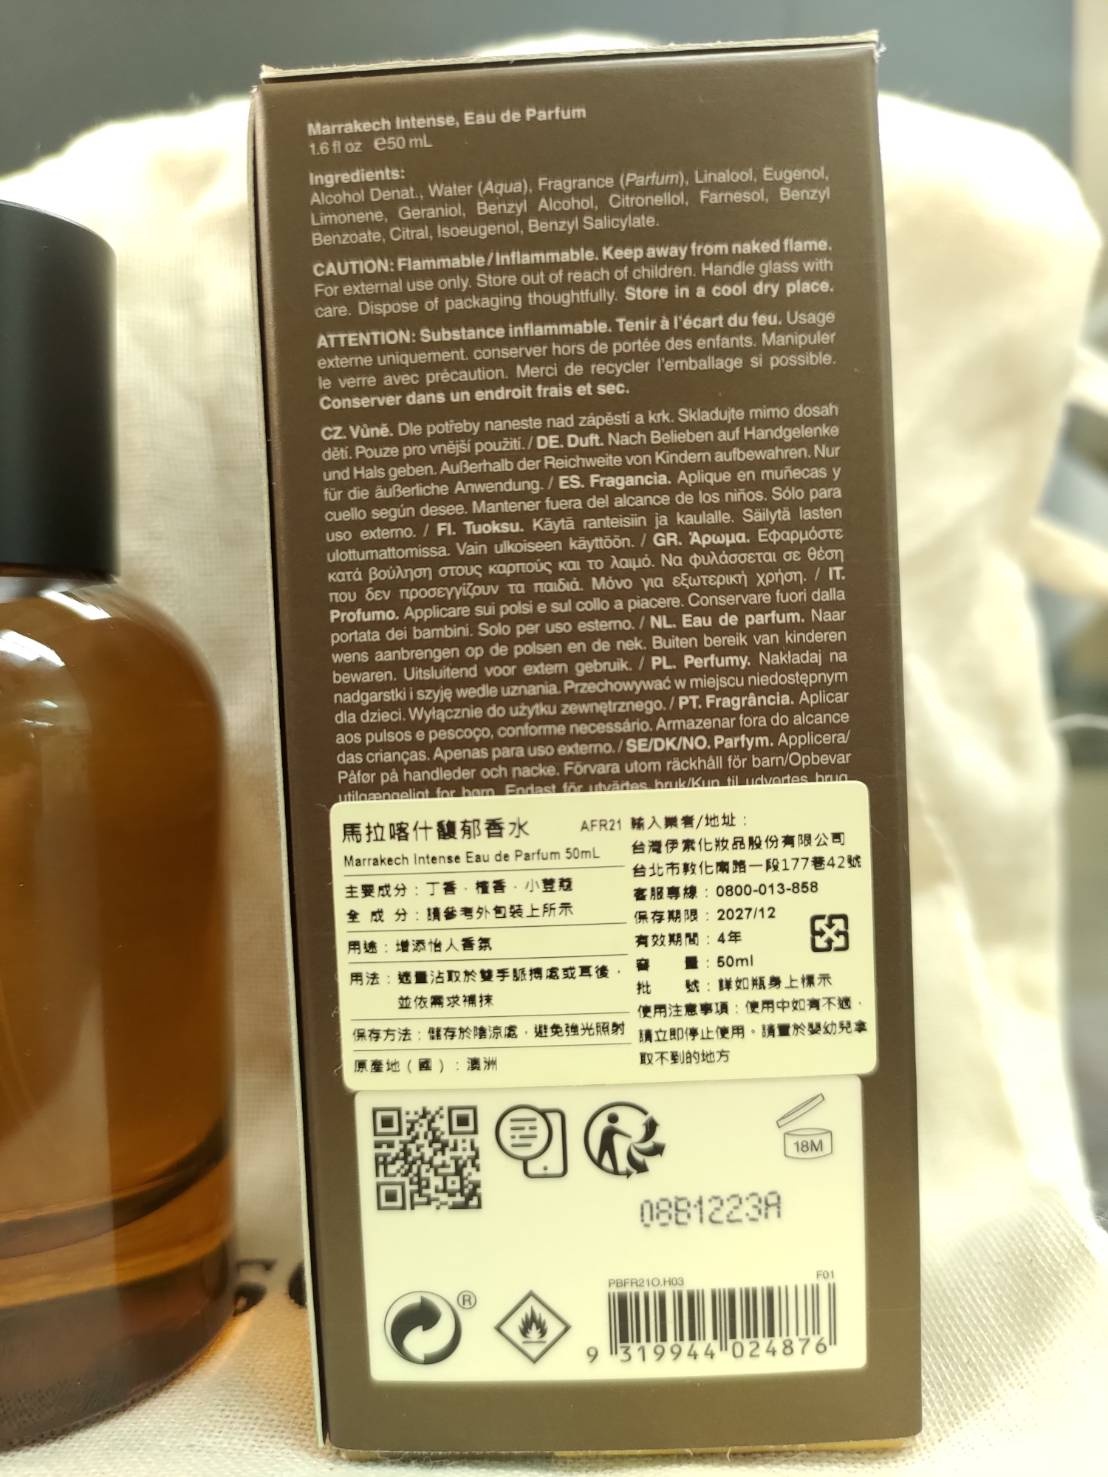 Marrakech Intense, Eau de Parfum
1.6 fl oz ℮50 mL
Ingredients:
Alcohol Denat., Water (Aqua), Fragrance (Parfum), Linalool, Eugenol,
Limonene, Geraniol, Benzyl Alcohol, Citronellol, Farnesol, Benzyl
Benzoate, Citral, Isoeugenol, Benzyl Salicylate.
CAUTION: Flammable/Inflammable. Keep away from naked flame.
For external use only. Store out of reach of children. Handle glass with
care. Dispose of packaging thoughtfully. Store in a cool dry place.
ATTENTION: Substance inflammable. Tenir à l'écart du feu. Usage
externe uniquement. conserver hors de portée des enfants. Manipuler
le verre avec précaution. Merci de recycler l'emballage si possible.
Conserver dans un endroit frais et sec.
CZ. Vůně. Dle potřeby naneste nad zápěstí a krk. Skladujte mimo dosah
dětí. Pouze pro vnější použití. / DE. Duft. Nach Belieben auf Handgelenke
und Hals geben. Außerhalb der Reichweite von Kindern aufbewahren. Nur
für die äußerliche Anwendung. / ES. Fragancia. Aplique en muñecas y
cuello según desee. Mantener fuera del alcance de los niños. Sólo para
uso externo. / FI. Tuoksu. Käytä ranteisiin ja kaulalle. Säilytä lasten
ulottumattomissa. Vain ulkoiseen käyttöön. / GR. Άρωμα. Εφαρμόστε
κατά βούληση στους καρπούς και το λαιμό. Να φυλάσσεται σε θέση
που δεν προσεγγίζουν τα παιδιά. Μόνο για εξωτερική χρήση. / IT.
Profumo. Applicare sui polsi e sul collo a piacere. Conservare fuori dalla
portata dei bambini. Solo per uso esterno. / NL. Eau de parfum. Naar
wens aanbrengen op de polsen en de nek. Buiten bereik van kinderen
bewaren. Uitsluitend voor extern gebruik. / PL. Perfumy. Nakładaj na
nadgarstki i szyję wedle uznania. Przechowywać w miejscu niedostępnym
dla dzieci. Wyłącznie do użytku zewnętrznego. / PT. Fragrância. Aplicar
aos pulsos e pescoço, conforme necessário. Armazenar fora do alcance
das crianças. Apenas para uso externo. / SE/DK/NO. Parfym. Applicera/
Påfør på handleder och nacke. Förvara utom räckhåll för barn/Opbevar
utilgængeligt for børn. Endast för utvärtes bruk/Kun til udvortes brug
馬拉喀什馥郁香水 AFR21
Marrakech Intense Eau de Parfum 50mL
主要成分：丁香．檀香．小荳蔻
全 成 分：請參考外包裝上所示
用途：增添怡人香氛
用法：適量沾取於雙手脈搏處或耳後，
並依需求補抹
保存方法：儲存於陰涼處，避免強光照射
原產地（國）：澳洲
輸入業者/地址：
台灣伊索化妝品股份有限公司
台北市敦化南路一段177巷42號
客服專線：0800-013-858
保存期限：2027/12
有效期間：4年
容 量：50ml
批 號：詳如瓶身上標示
使用注意事項：使用中如有不適，
請立即停止使用。請置於嬰幼兒拿
取不到的地方
18M
08B1223A
PBFR21O.H03 F01
®
9 319944 024876